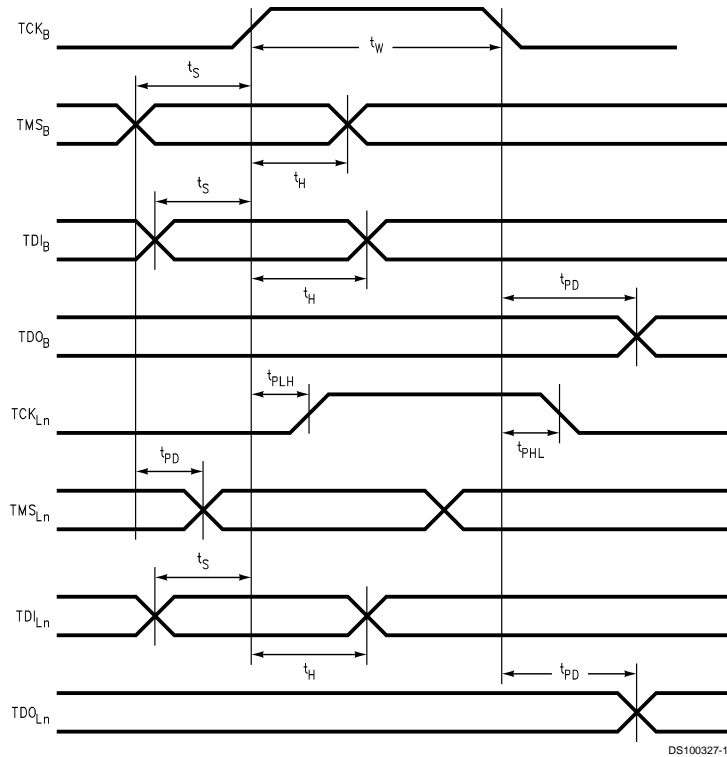 TCK_B
t_W
t_S
TMS_B
t_H
t_S
TDI_B
t_H
t_PD
TDO_B
t_PLH
TCK_Ln
t_PHL
t_PD
TMS_Ln
t_S
TDI_Ln
t_H
t_PD
TDO_Ln
DS100327-1